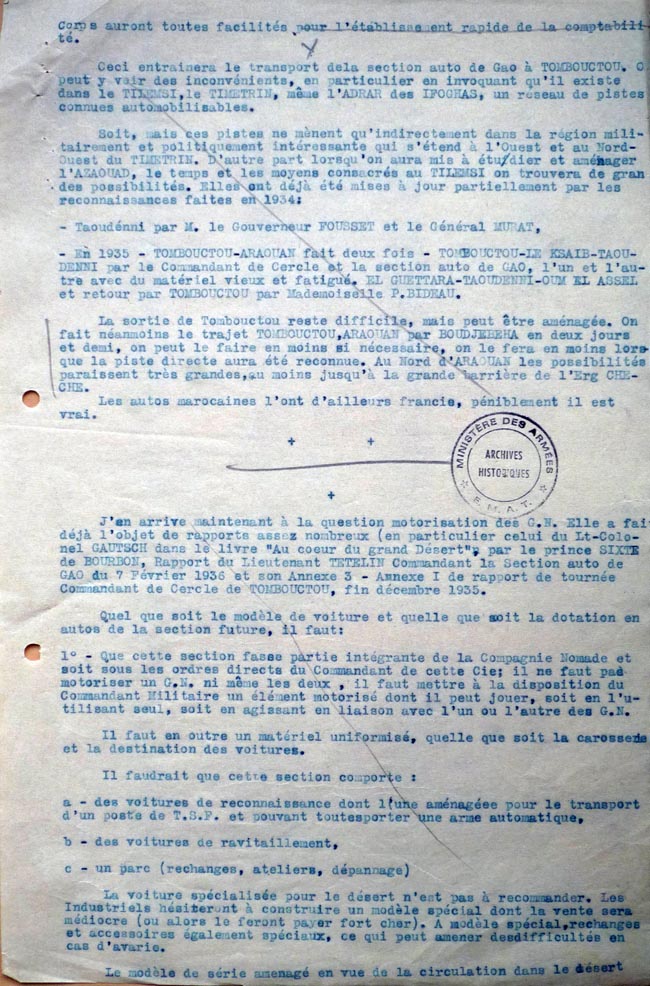 Corps auront toutes facilités pour l'établissement rapide de la comptabili-
té.
Ceci entrainera le transport dela section auto de Gao à TOMBOUCTOU. O
peut y voir des inconvénients, en particulier en invoquant qu'il existe
dans le TILEMSI,le TIMETRIN, même l'ADRAR des IFOGHAS, un reseau de pistes
connues automobilisables.
Soit, mais ces pistes ne mènent qu'indirectement dans la région mili-
tairement et politiquement intéressante qui s'étend à l'Ouest et au Nord-
Ouest du TIMETRIN. D'autre part lorsqu'on aura mis à étu/dier et aménager
l'AZAOUAD, le temps et les moyens consacrés au TILEMSI on trouvera de gran
des possibilités. Elles ont déjà été mises à jour partiellement par les
reconnaissances faites en 1934:
- Taoudénni par M. le Gouverneur FOUSSET et le Général MURAT,
- En 1935 - TOMBOUCTOU-ARAOUAN fait deux fois - TOMBOUCTOU-LE KSAIB-TAOU-
DENNI par le Commandant de Cercle et la section auto de GAO, l'un et l'au-
tre avec du matériel vieux et fatigué. EL GUETTARA-TAOUDENNI-OUM EL ASSEL
et retour par TOMBOUCTOU par Mademoiselle P.BIDEAU.
La sortie de Tombouctou reste difficile, mais peut être aménagée. On
fait néanmoins le trajet TOMBOUCTOU,ARAOUAN par BOUDJEBEHA en deux jours
et demi, on peut le faire en moins si nécessaire, on le fera en moins lors
que la piste directe aura été reconnue. Au Nord d'ARAOUAN les possibilités
paraissent très grandes,au moins jusqu'à la grande barrière de l'Erg CHE-
CHE.
Les autos marocaines l'ont d'ailleurs francie, péniblement il est
vrai.
+ +
MINISTÈRE DES ARMÉES
ARCHIVES
HISTORIQUES
E. M. A. T.
+
J'en arrive maintenant à la question motorisation des G.N. Elle a fai
déjà l'objet de rapports assez nombreux (en particulier celui du Lt-Colo-
nel GAUTSCH dans le livre "Au coeur du grand Désert", par le prince SIXTE
de BOURBON, Rapport du Lieutenant TETELIN Commandant la Section auto de
GAO du 7 Février 1936 et son Annexe 3 - Annexe I de rapport de tournée
Commandant de Cercle de TOMBOUCTOU, fin décembre 1935.
Quel que soit le modèle de voiture et quelle que soit la dotation en
autos de la section future, il faut:
1° - Que cette section fasse partie intégrante de la Compagnie Nomade et
soit sous les ordres directs du Commandant de cette Cie; il ne faut pas
motoriser un G.N. ni même les deux , il faut mettre à la disposition du
Commandant Militaire un élément motorisé dont il peut jouer, soit en l'u-
tilisant seul, soit en agissant en liaison avec l'un ou l'autre des G.N.
Il faut en outre un matériel uniformisé, quelle que soit la carosserie
et la destination des voitures.
Il faudrait que cette section comporte :
a - des voitures de reconnaissance dont l'une aménagéee pour le transport
d'un poste de T.S.F. et pouvant toutesporter une arme automatique,
b - des voitures de ravitaillement,
c - un parc (rechanges, ateliers, dépannage)
La voiture spécialisée pour le désert n'est pas à recommander. Les
Industriels hésiteront à construire un modèle spécial dont la vente sera
médiocre (ou alors le feront payer fort cher). A modèle spécial,rechanges
et accessoires également spéciaux, ce qui peut amener desdifficultés en
cas d'avarie.
Le modèle de série amenagé en vue de la circulation dans le désert